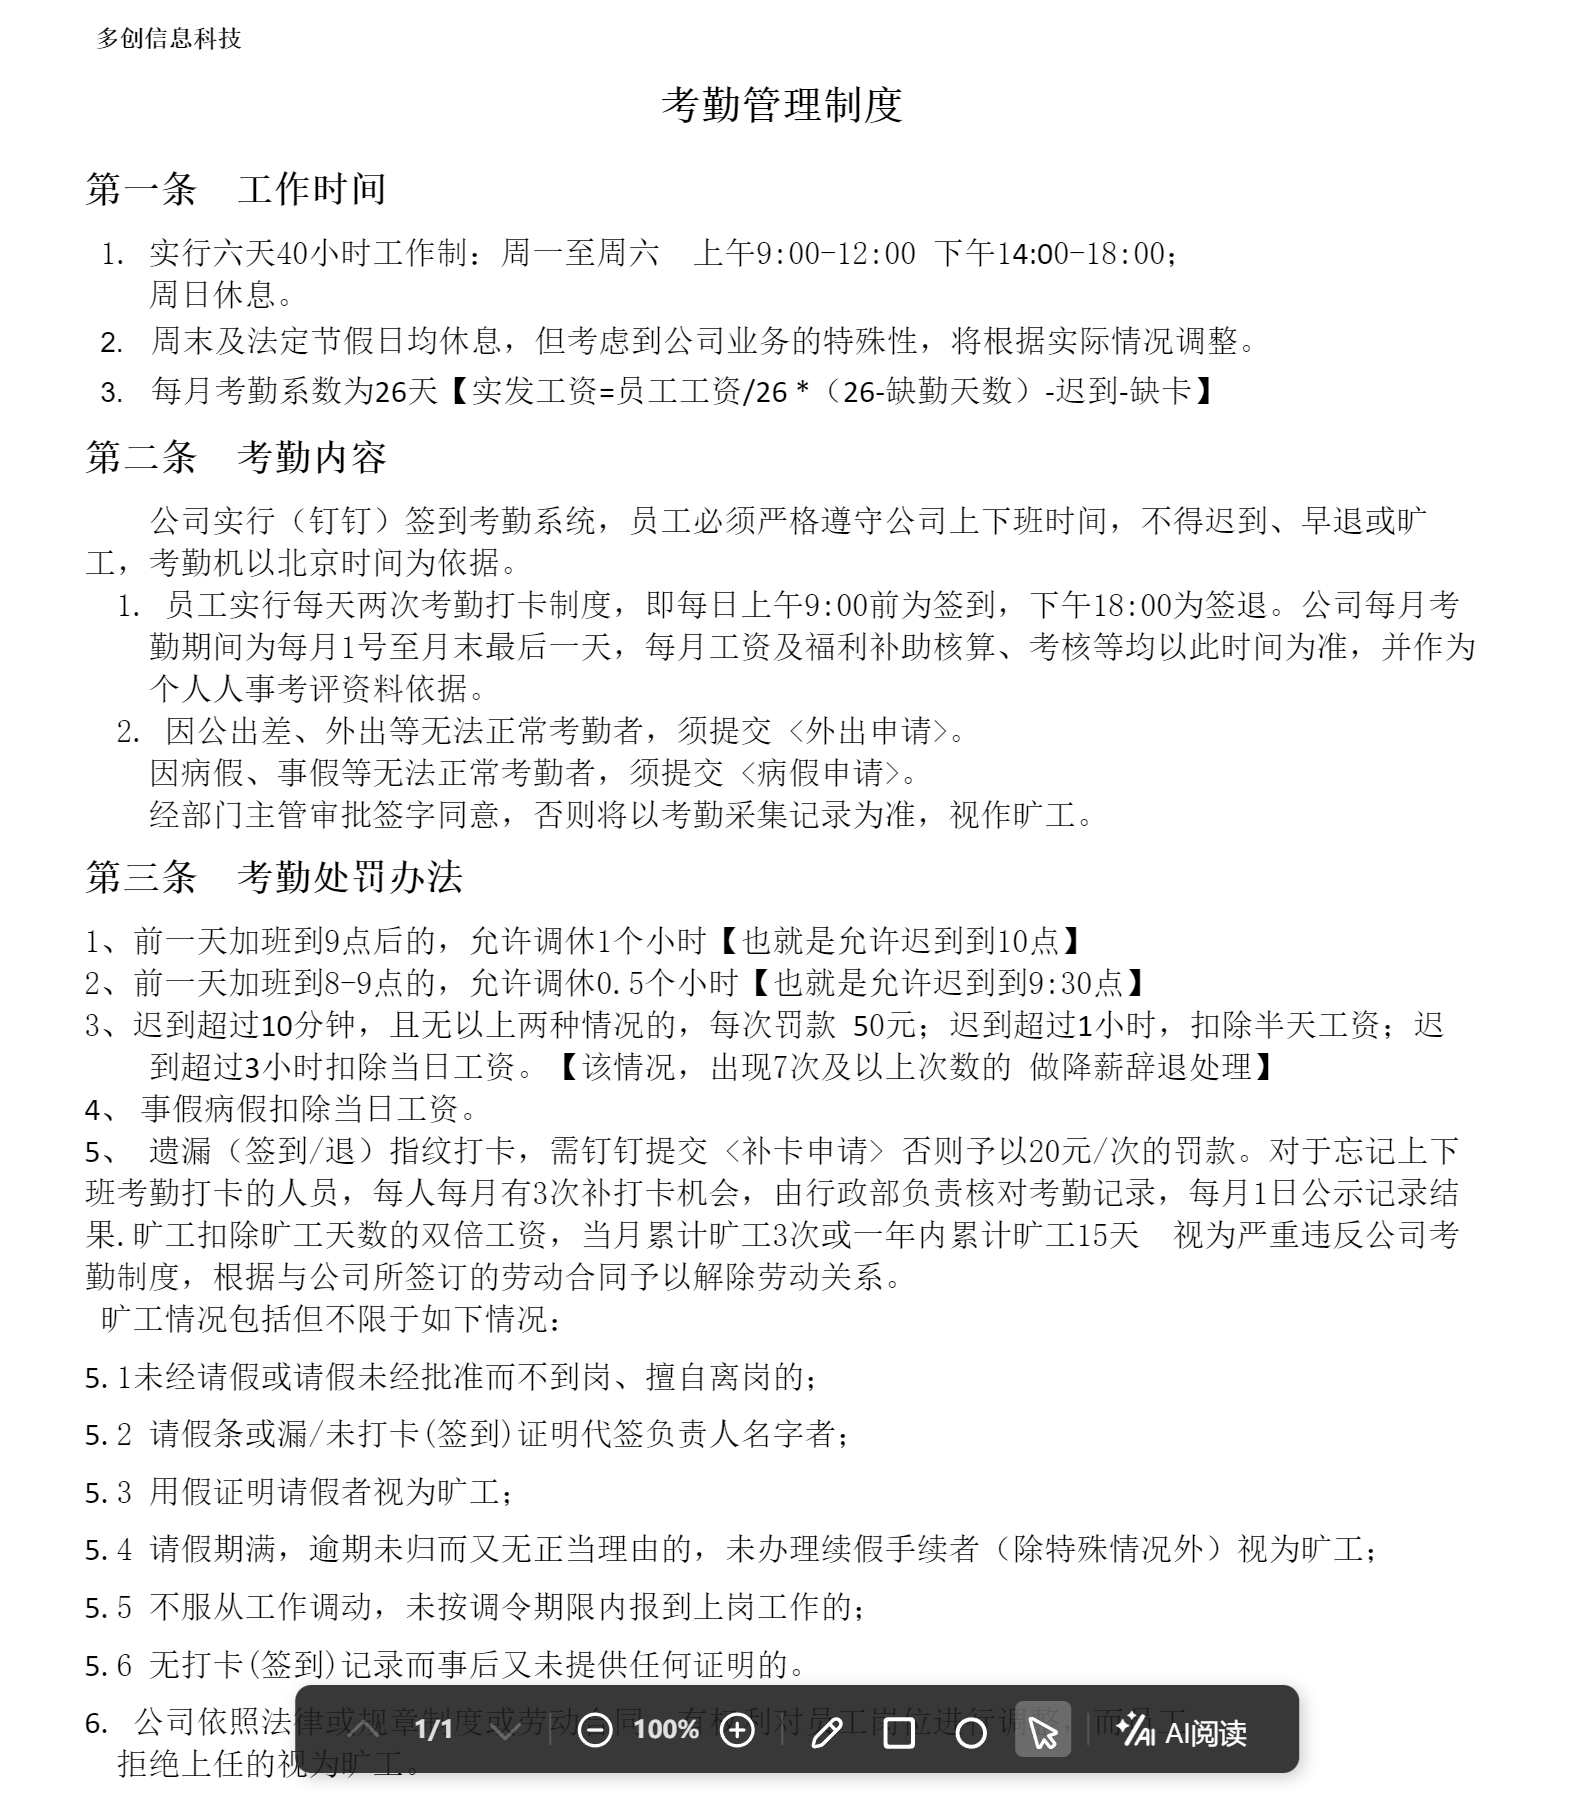 多创信息科技
考勤管理制度
第一条　工作时间
1. 实行六天40小时工作制：周一至周六　上午9:00-12:00 下午14:00-18:00；
周日休息。
2. 周末及法定节假日均休息，但考虑到公司业务的特殊性，将根据实际情况调整。
3. 每月考勤系数为26天【实发工资=员工工资/26 *（26-缺勤天数）-迟到-缺卡】
第二条　考勤内容
公司实行（钉钉）签到考勤系统，员工必须严格遵守公司上下班时间，不得迟到、早退或旷
工，考勤机以北京时间为依据。
1. 员工实行每天两次考勤打卡制度，即每日上午9:00前为签到，下午18:00为签退。公司每月考
勤期间为每月1号至月末最后一天，每月工资及福利补助核算、考核等均以此时间为准，并作为
个人人事考评资料依据。
2. 因公出差、外出等无法正常考勤者，须提交 <外出申请>。
因病假、事假等无法正常考勤者，须提交 <病假申请>。
经部门主管审批签字同意，否则将以考勤采集记录为准，视作旷工。
第三条　考勤处罚办法
1、前一天加班到9点后的，允许调休1个小时【也就是允许迟到到10点】
2、前一天加班到8-9点的，允许调休0.5个小时【也就是允许迟到到9:30点】
3、迟到超过10分钟，且无以上两种情况的，每次罚款 50元；迟到超过1小时，扣除半天工资；迟
到超过3小时扣除当日工资。【该情况，出现7次及以上次数的 做降薪辞退处理】
4、 事假病假扣除当日工资。
5、 遗漏（签到/退）指纹打卡，需钉钉提交 <补卡申请> 否则予以20元/次的罚款。对于忘记上下
班考勤打卡的人员，每人每月有3次补打卡机会，由行政部负责核对考勤记录，每月1日公示记录结
果.旷工扣除旷工天数的双倍工资，当月累计旷工3次或一年内累计旷工15天　视为严重违反公司考
勤制度，根据与公司所签订的劳动合同予以解除劳动关系。
旷工情况包括但不限于如下情况：
5.1未经请假或请假未经批准而不到岗、擅自离岗的；
5.2 请假条或漏/未打卡(签到)证明代签负责人名字者；
5.3 用假证明请假者视为旷工；
5.4 请假期满，逾期未归而又无正当理由的，未办理续假手续者（除特殊情况外）视为旷工；
5.5 不服从工作调动，未按调令期限内报到上岗工作的；
5.6 无打卡(签到)记录而事后又未提供任何证明的。
6. 公司依照法律或规章制度或劳动合同，有权利对员工岗位进行调整，而员工
拒绝上任的视为旷工。
1/1 100% AI阅读